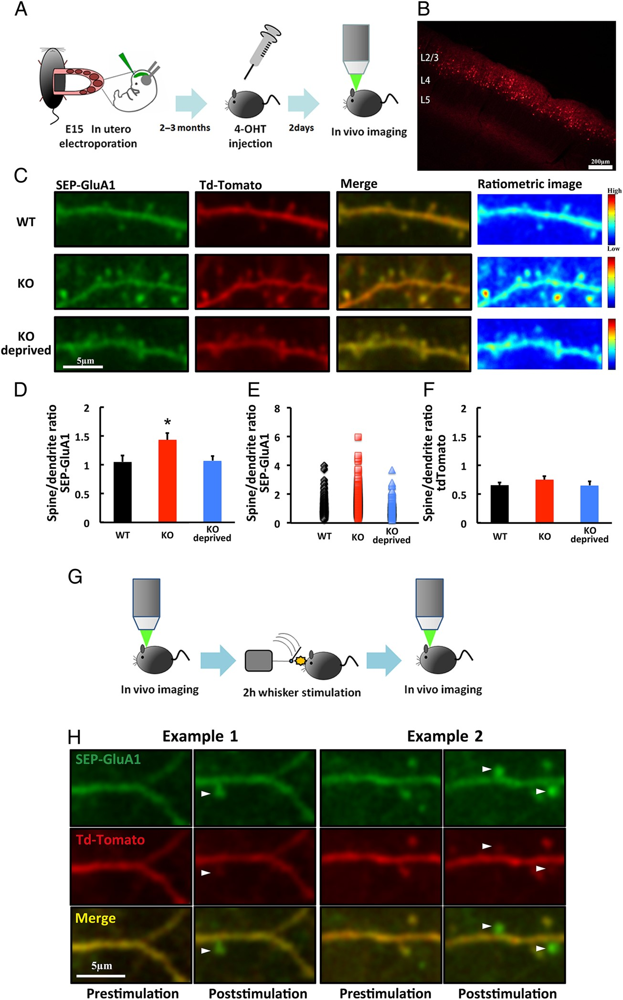 A
E15 In utero
electroporation
2–3 months
4-OHT
injection
2days
In vivo imaging
B
L2/3
L4
L5
200μm
C
SEP-GluA1
Td-Tomato
Merge
Ratiometric image
High
Low
WT
KO
KO
deprived
5μm
D
Spine/dendrite ratio
SEP-GluA1
2
1.5
1
0.5
0
*
WT
KO
KO
deprived
E
Spine/dendrite ratio
SEP-GluA1
8
6
4
2
0
WT
KO
KO
deprived
F
Spine/dendrite ratio
tdTomato
2
1.5
1
0.5
0
WT
KO
KO
deprived
G
In vivo imaging
2h whisker stimulation
In vivo imaging
H
Example 1
Example 2
SEP-GluA1
Td-Tomato
Merge
5μm
Prestimulation
Poststimulation
Prestimulation
Poststimulation